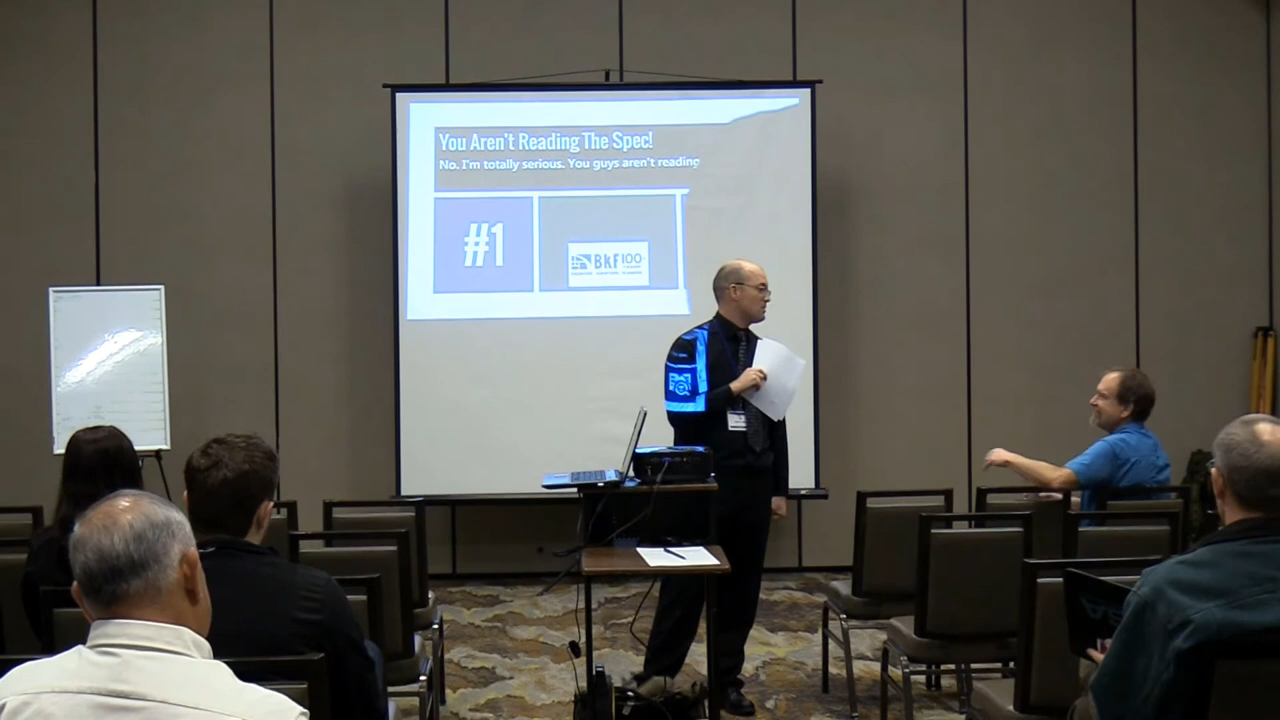 You Aren't Reading The Spec!
No. I'm totally serious. You guys aren't reading
#1
BKF 100